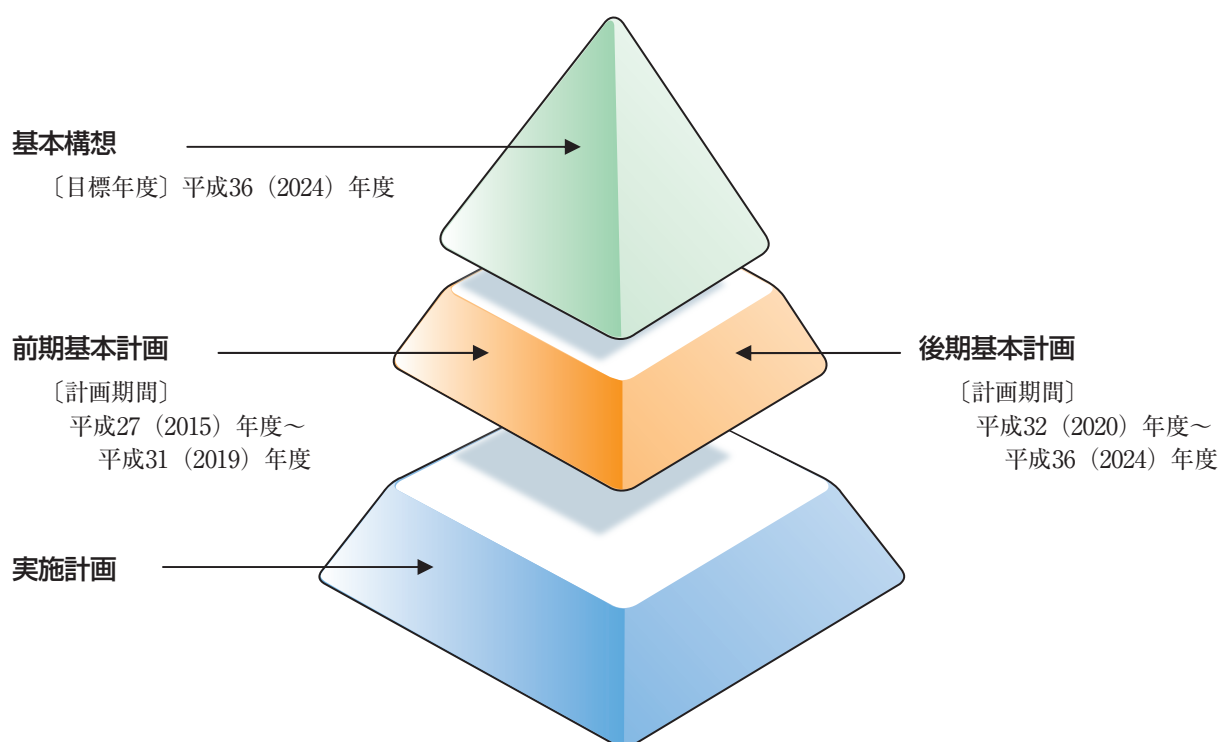 基本構想
〔目標年度〕平成36（2024）年度
前期基本計画
〔計画期間〕
平成27（2015）年度～
平成31（2019）年度
後期基本計画
〔計画期間〕
平成32（2020）年度～
平成36（2024）年度
実施計画